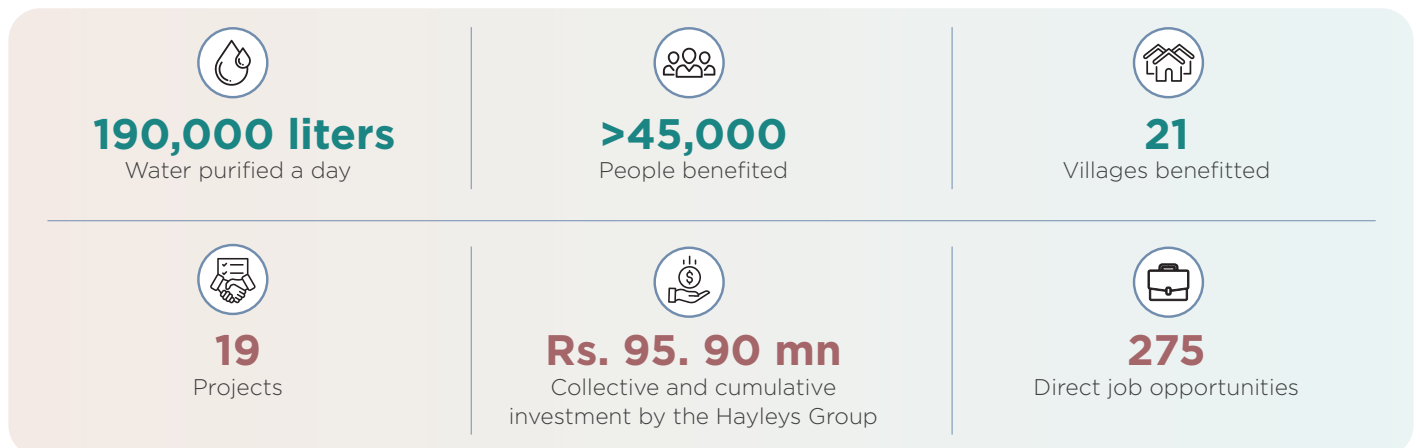 190,000 liters
Water purified a day
>45,000
People benefited
21
Villages benefitted
19
Projects
Rs. 95. 90 mn
Collective and cumulative
investment by the Hayleys Group
275
Direct job opportunities